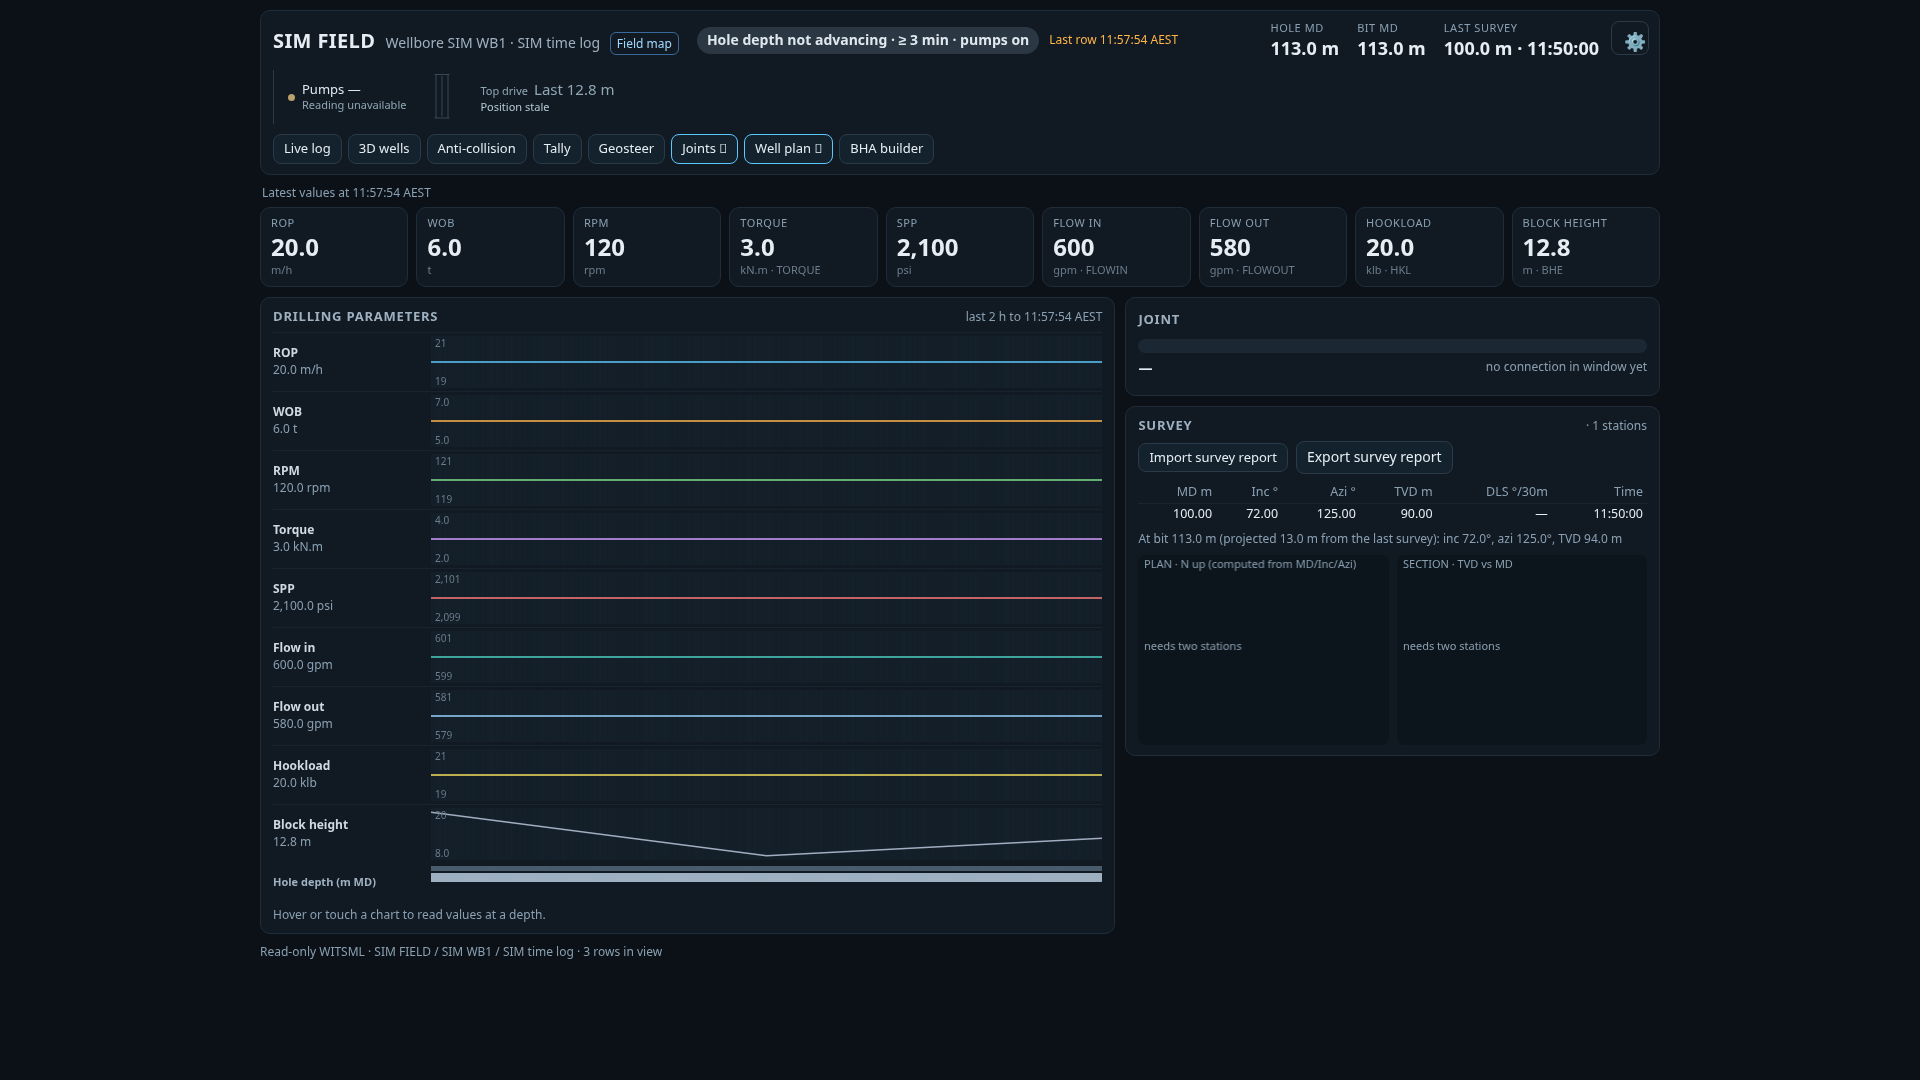 SIM FIELD Wellbore SIM WB1 · SIM time log Field map Hole depth not advancing · ≥ 3 min · pumps on Last row 11:57:54 AEST
HOLE MD BIT MD LAST SURVEY
113.0 m 113.0 m 100.0 m · 11:50:00
Pumps —
Reading unavailable
Top drive Last 12.8 m
Position stale
Live log 3D wells Anti-collision Tally Geosteer Joints Well plan BHA builder
Latest values at 11:57:54 AEST
ROP
20.0
m/h
WOB
6.0
t
RPM
120
rpm
TORQUE
3.0
kN.m · TORQUE
SPP
2,100
psi
FLOW IN
600
gpm · FLOWIN
FLOW OUT
580
gpm · FLOWOUT
HOOKLOAD
20.0
klb · HKL
BLOCK HEIGHT
12.8
m · BHE
DRILLING PARAMETERS last 2 h to 11:57:54 AEST
ROP
20.0 m/h
21
19
WOB
6.0 t
7.0
5.0
RPM
120.0 rpm
121
119
Torque
3.0 kN.m
4.0
2.0
SPP
2,100.0 psi
2,101
2,099
Flow in
600.0 gpm
601
599
Flow out
580.0 gpm
581
579
Hookload
20.0 klb
21
19
Block height
12.8 m
20
8.0
Hole depth (m MD)
Hover or touch a chart to read values at a depth.
JOINT
— no connection in window yet
SURVEY · 1 stations
Import survey report Export survey report
MD m Inc ° Azi ° TVD m DLS °/30m Time
100.00 72.00 125.00 90.00 — 11:50:00
At bit 113.0 m (projected 13.0 m from the last survey): inc 72.0°, azi 125.0°, TVD 94.0 m
PLAN · N up (computed from MD/Inc/Azi)
needs two stations
SECTION · TVD vs MD
needs two stations
Read-only WITSML · SIM FIELD / SIM WB1 / SIM time log · 3 rows in view